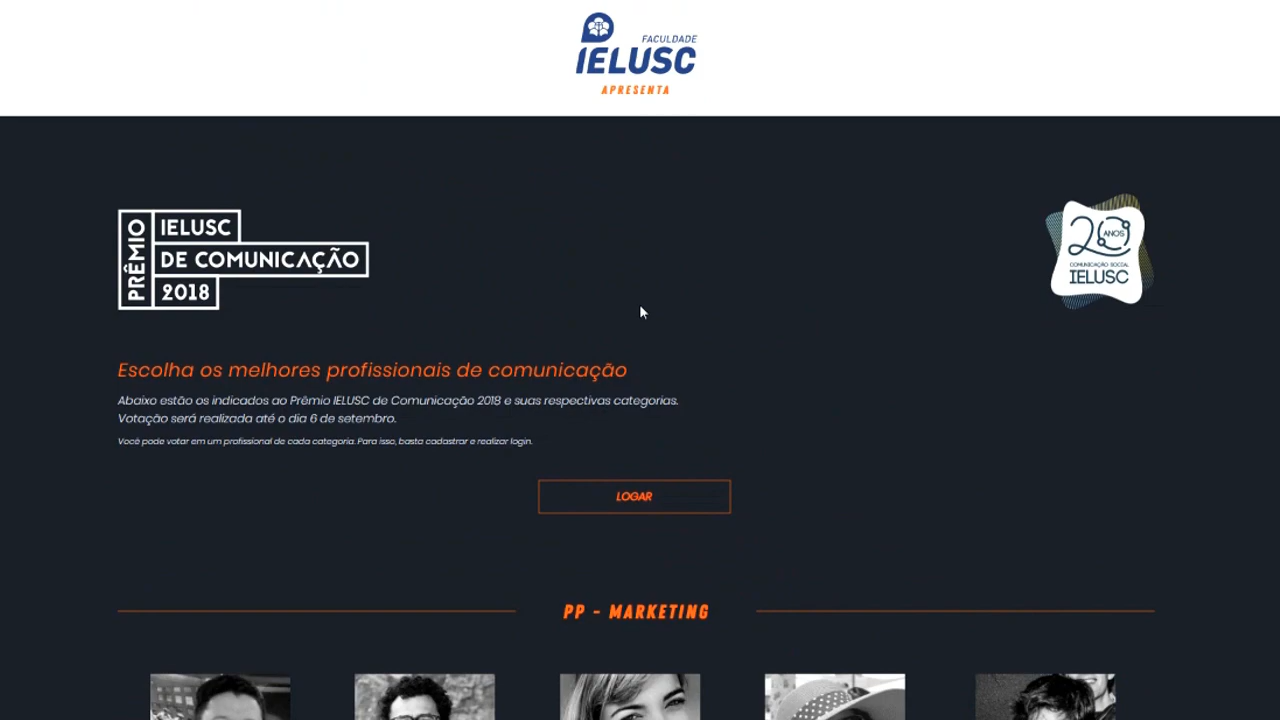 FACULDADE
IELUSC
APRESENTA
PRÊMIO
IELUSC
DE COMUNICAÇÃO
2018
20
ANOS
COMUNICAÇÃO SOCIAL
IELUSC
Escolha os melhores profissionais de comunicação
Abaixo estão os indicados ao Prêmio IELUSC de Comunicação 2018 e suas respectivas categorias.
Votação será realizada até o dia 6 de setembro.
Você pode votar em um profissional de cada categoria. Para isso, basta cadastrar e realizar login.
LOGAR
PP - MARKETING